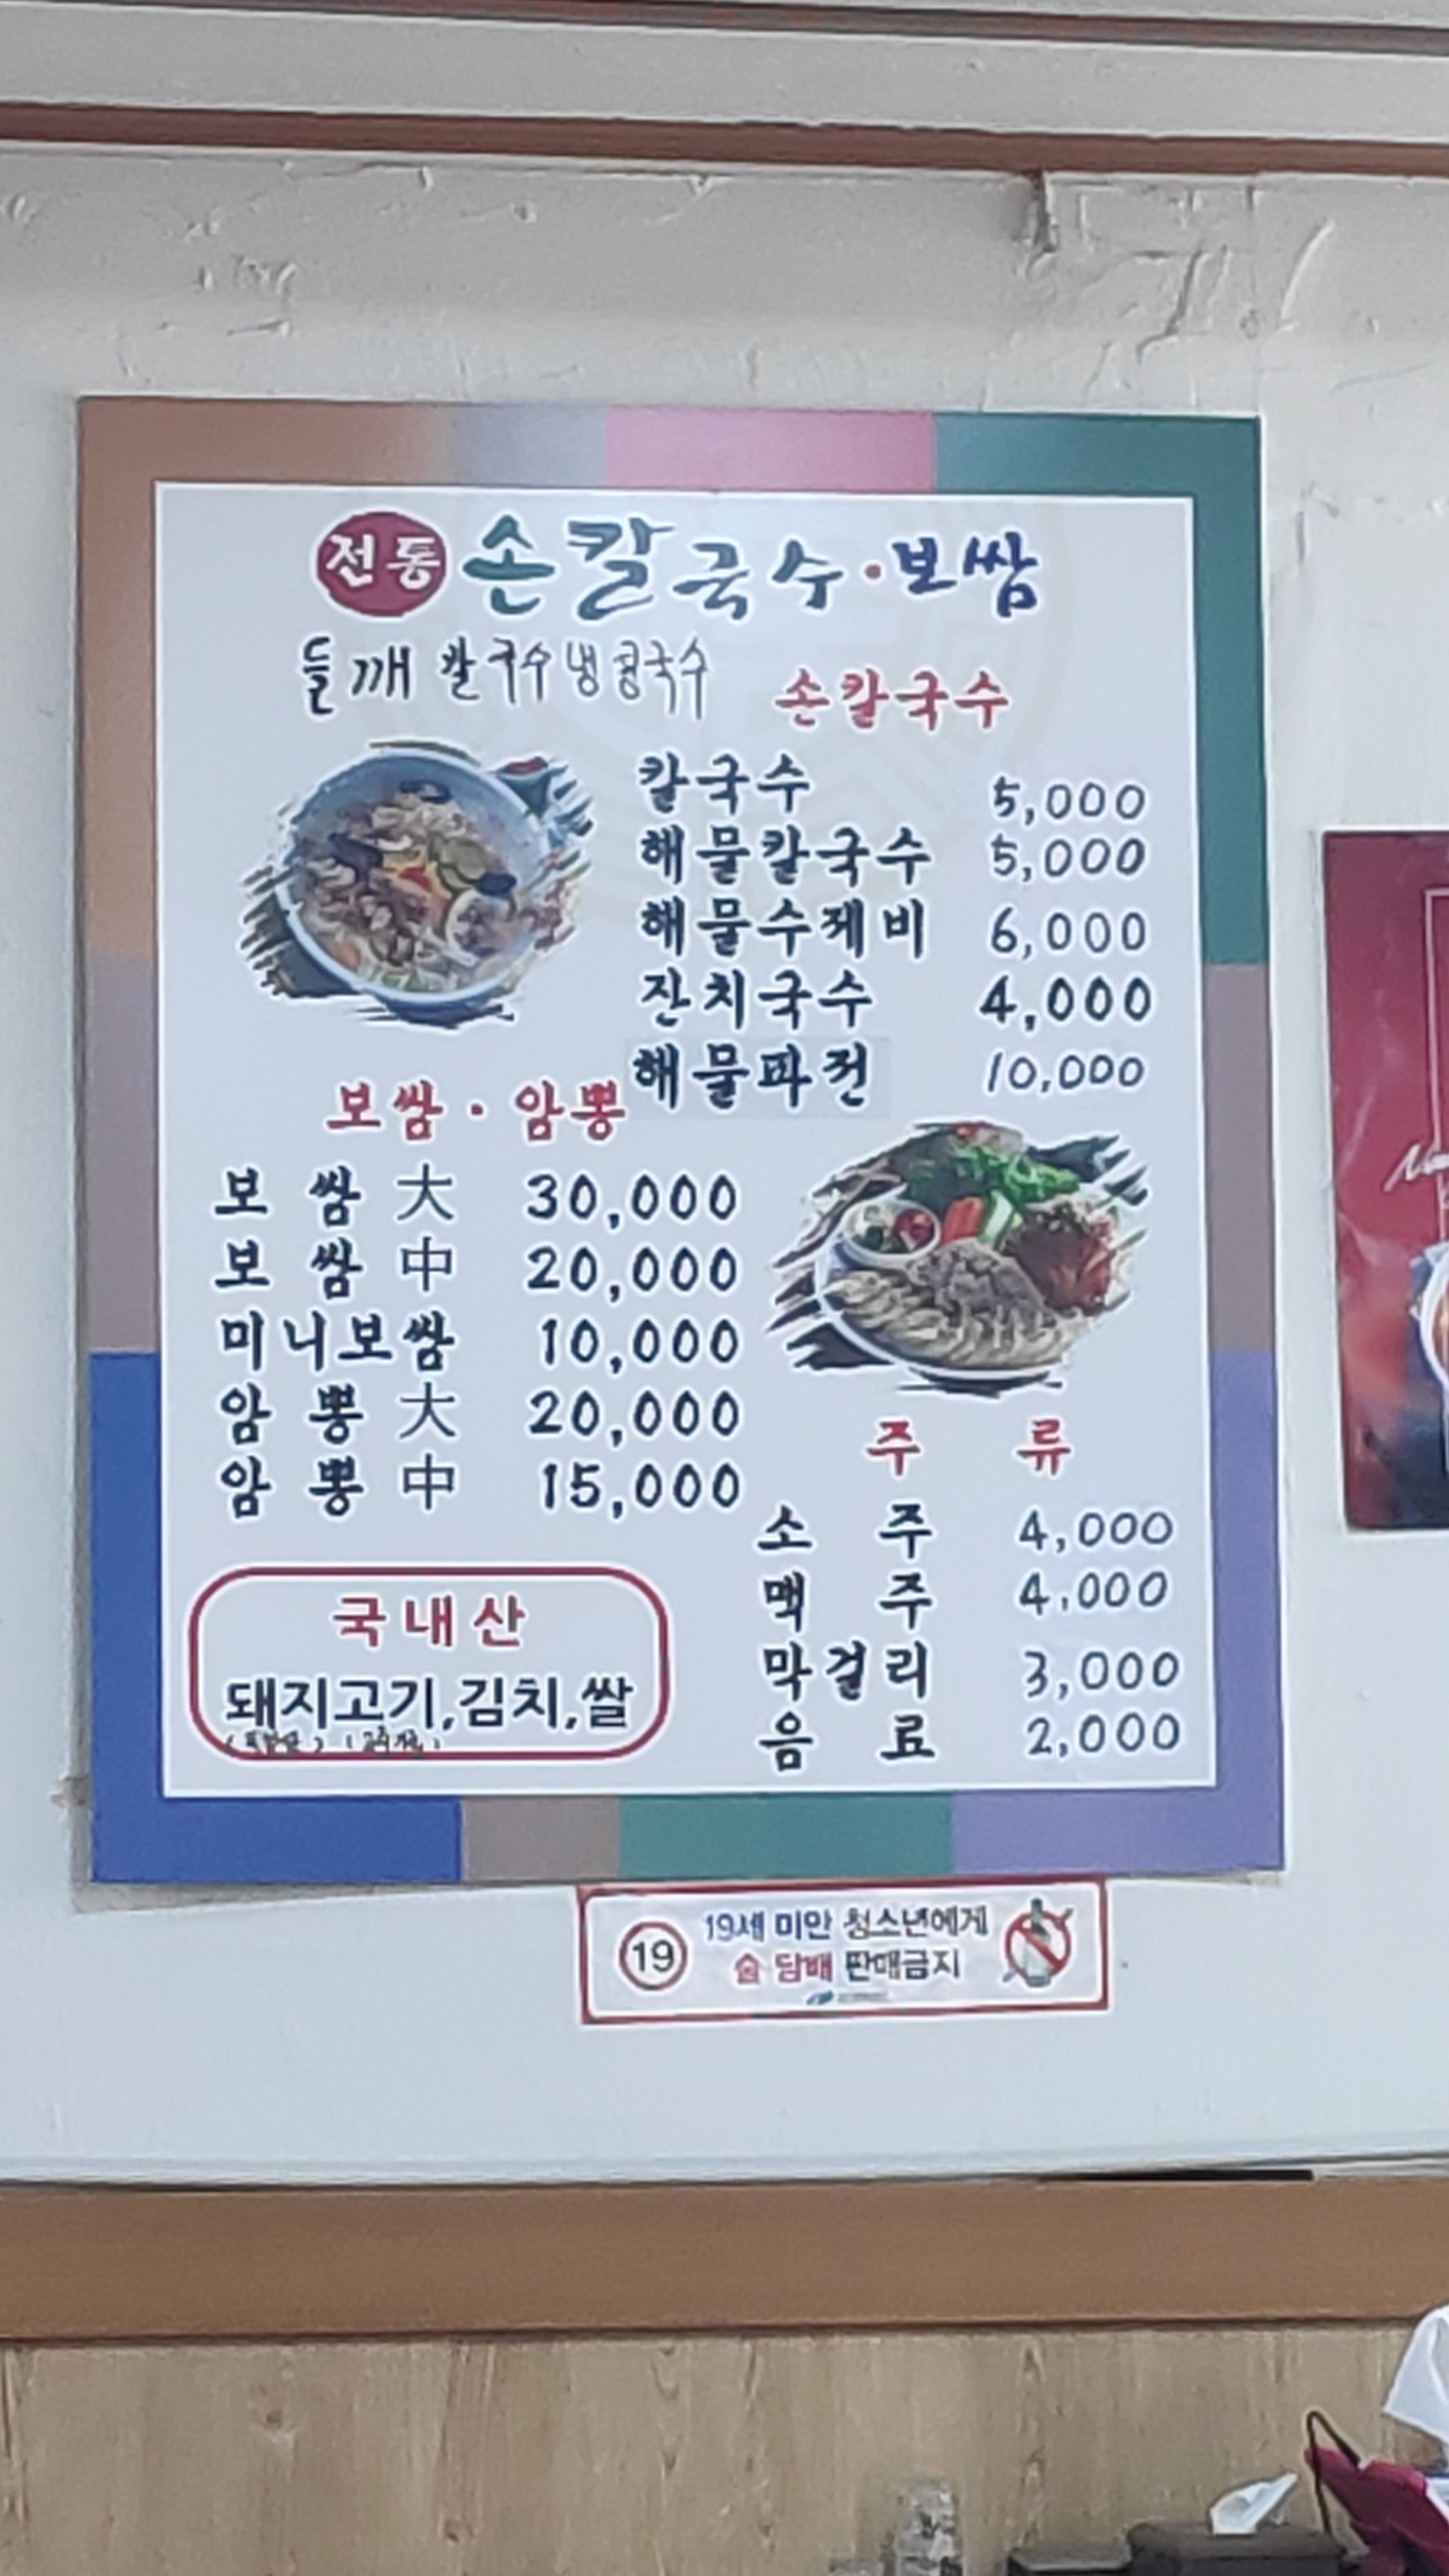 전통 손칼국수·보쌈
들깨 칼국수 냉콩국수
손칼국수
칼국수 5,000
해물칼국수 5,000
해물수제비 6,000
잔치국수 4,000
해물파전 10,000
보쌈·암뽕
보쌈 大 30,000
보쌈 中 20,000
미니보쌈 10,000
암뽕 大 20,000
암뽕 中 15,000
주류
소주 4,000
맥주 4,000
막걸리 3,000
음료 2,000
국내산
돼지고기,김치,쌀
19 19세 미만 청소년에게
술 담배 판매금지